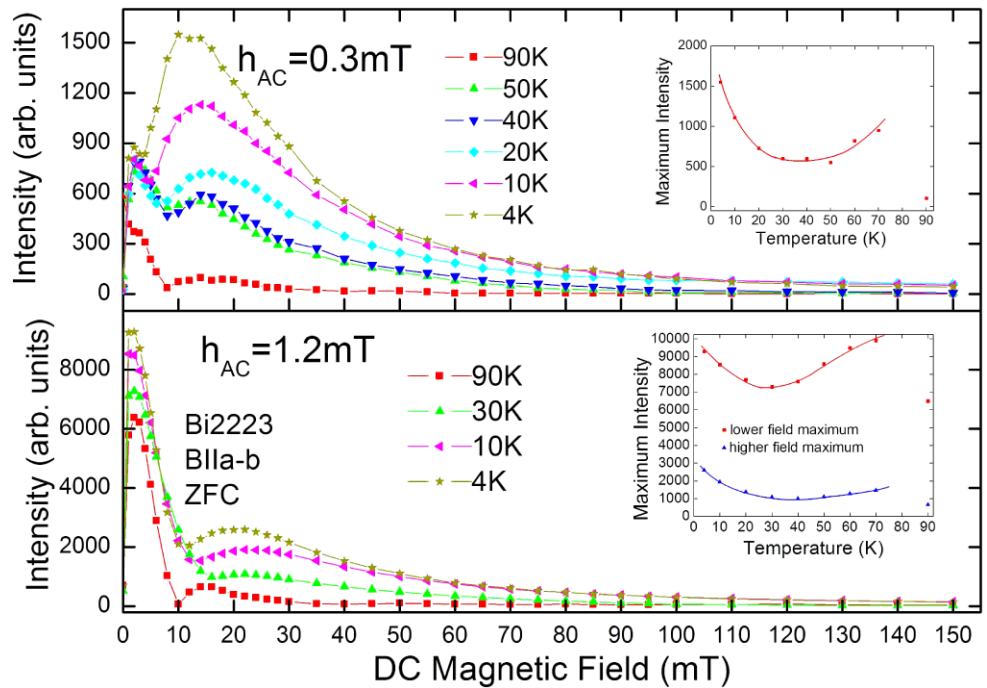 Intensity (arb. units)
1500
1200
900
600
300
0
h_AC=0.3mT
90K
50K
40K
20K
10K
4K
Maximum Intensity
2000
1500
1000
500
0
0 10 20 30 40 50 60 70 80 90
Temperature (K)
Intensity (arb. units)
8000
6000
4000
2000
0
h_AC=1.2mT
Bi2223
BIIa-b
ZFC
90K
30K
10K
4K
Maximum Intensity
10000
9000
8000
7000
6000
5000
4000
3000
2000
1000
0
lower field maximum
higher field maximum
0 10 20 30 40 50 60 70 80 90
Temperature (K)
0 10 20 30 40 50 60 70 80 90 100 110 120 130 140 150
DC Magnetic Field (mT)